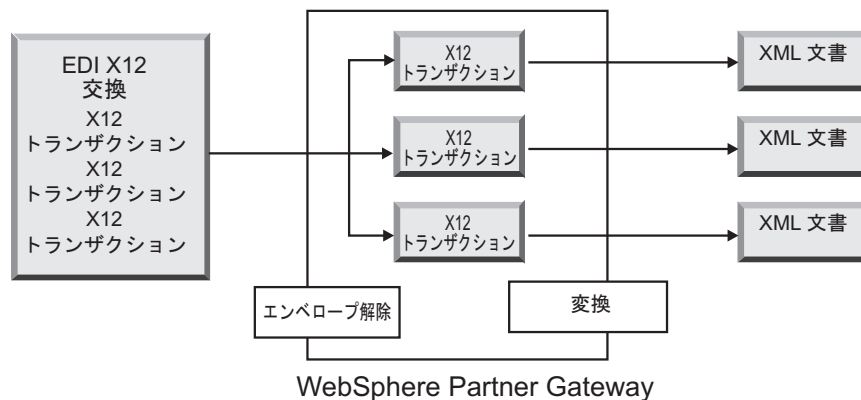 EDI X12
交換
X12
トランザクション
X12
トランザクション
X12
トランザクション
X12
トランザクション
X12
トランザクション
X12
トランザクション
XML 文書
XML 文書
XML 文書
エンベロープ解除
変換
WebSphere Partner Gateway